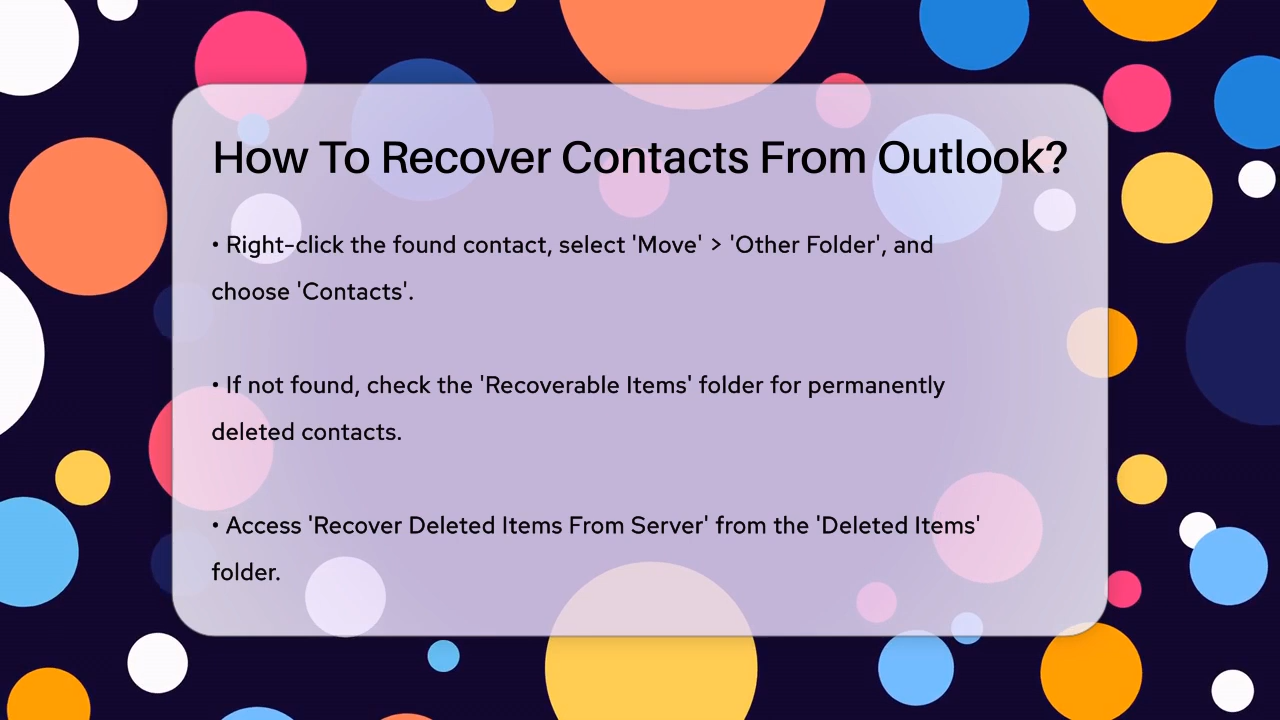 How To Recover Contacts From Outlook?
• Right-click the found contact, select 'Move' > 'Other Folder', and
choose 'Contacts'.
• If not found, check the 'Recoverable Items' folder for permanently
deleted contacts.
• Access 'Recover Deleted Items From Server' from the 'Deleted Items'
folder.